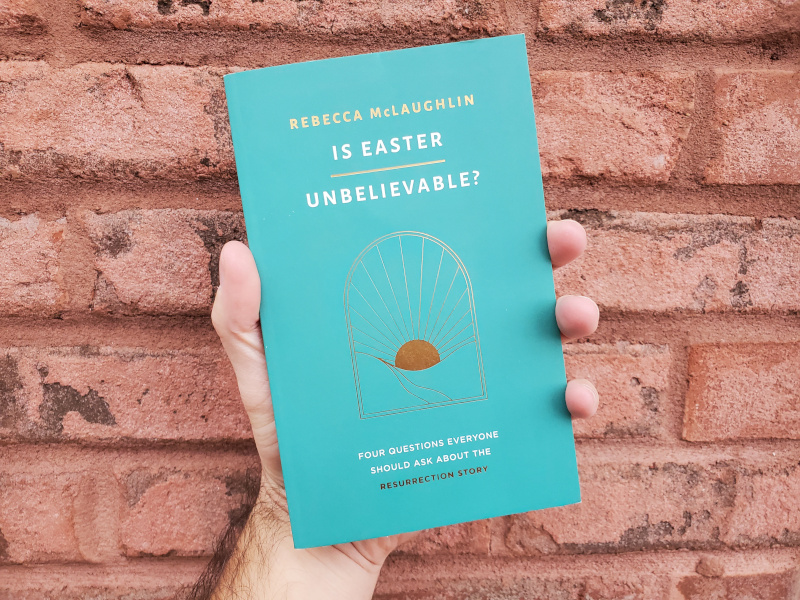 REBECCA McLAUGHLIN
IS EASTER
UNBELIEVABLE?
FOUR QUESTIONS EVERYONE
SHOULD ASK ABOUT THE
RESURRECTION STORY